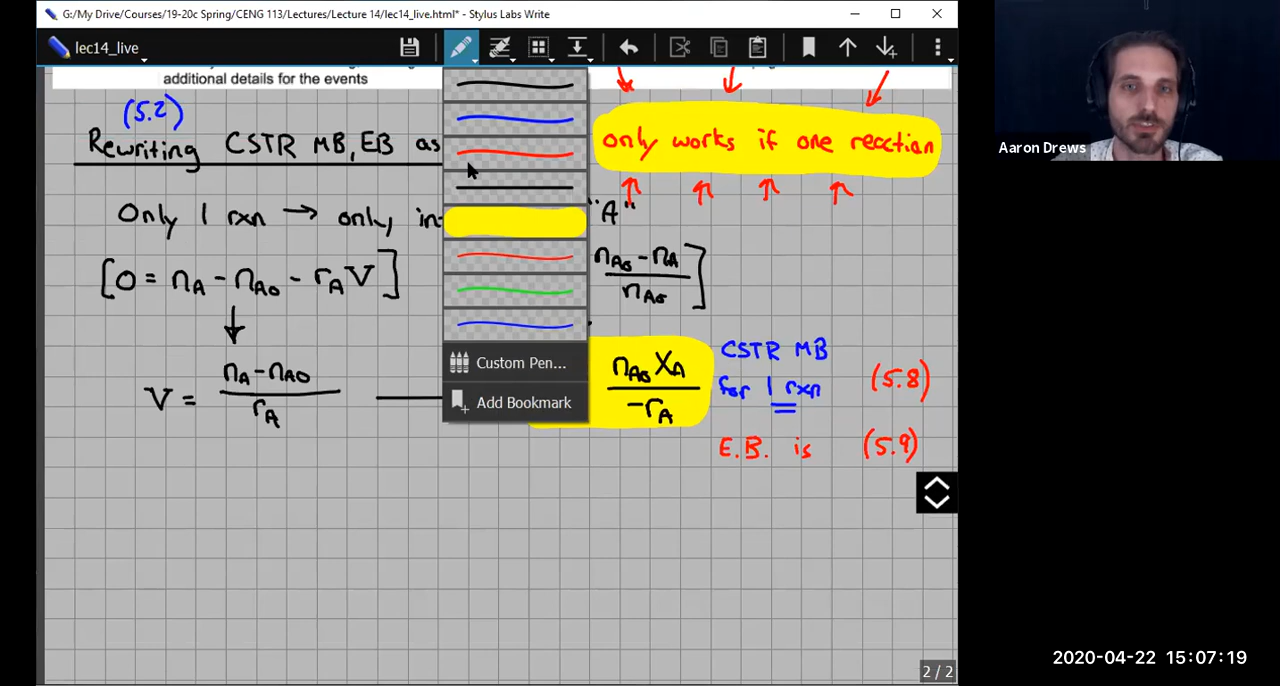 G:/My Drive/Courses/19-20c Spring/CENG 113/Lectures/Lecture 14/lec14_live.html* - Stylus Labs Write
lec14_live
additional details for the events
(5.2)
Rewriting CSTR MB, EB as
only works if one reaction
Only 1 rxn → only in "A"
[0 = nA - nA0 - rA V]
nA0 - nA
nA0 ]
V = nA - nA0
rA
nA0 XA
-rA
CSTR MB
for 1 rxn
(5.8)
E.B. is (5.9)
Custom Pen...
Add Bookmark
2 / 2
Aaron Drews
2020-04-22 15:07:19